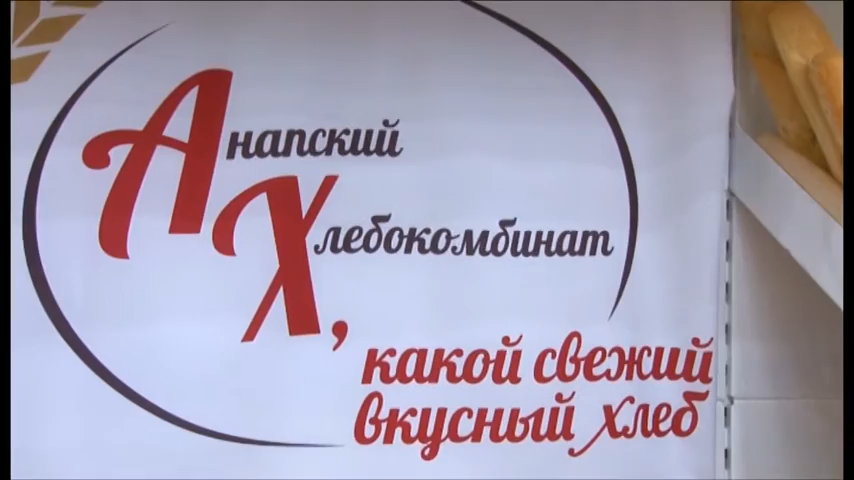 Анапский
Хлебокомбинат
,
какой свежий
вкусный хлеб